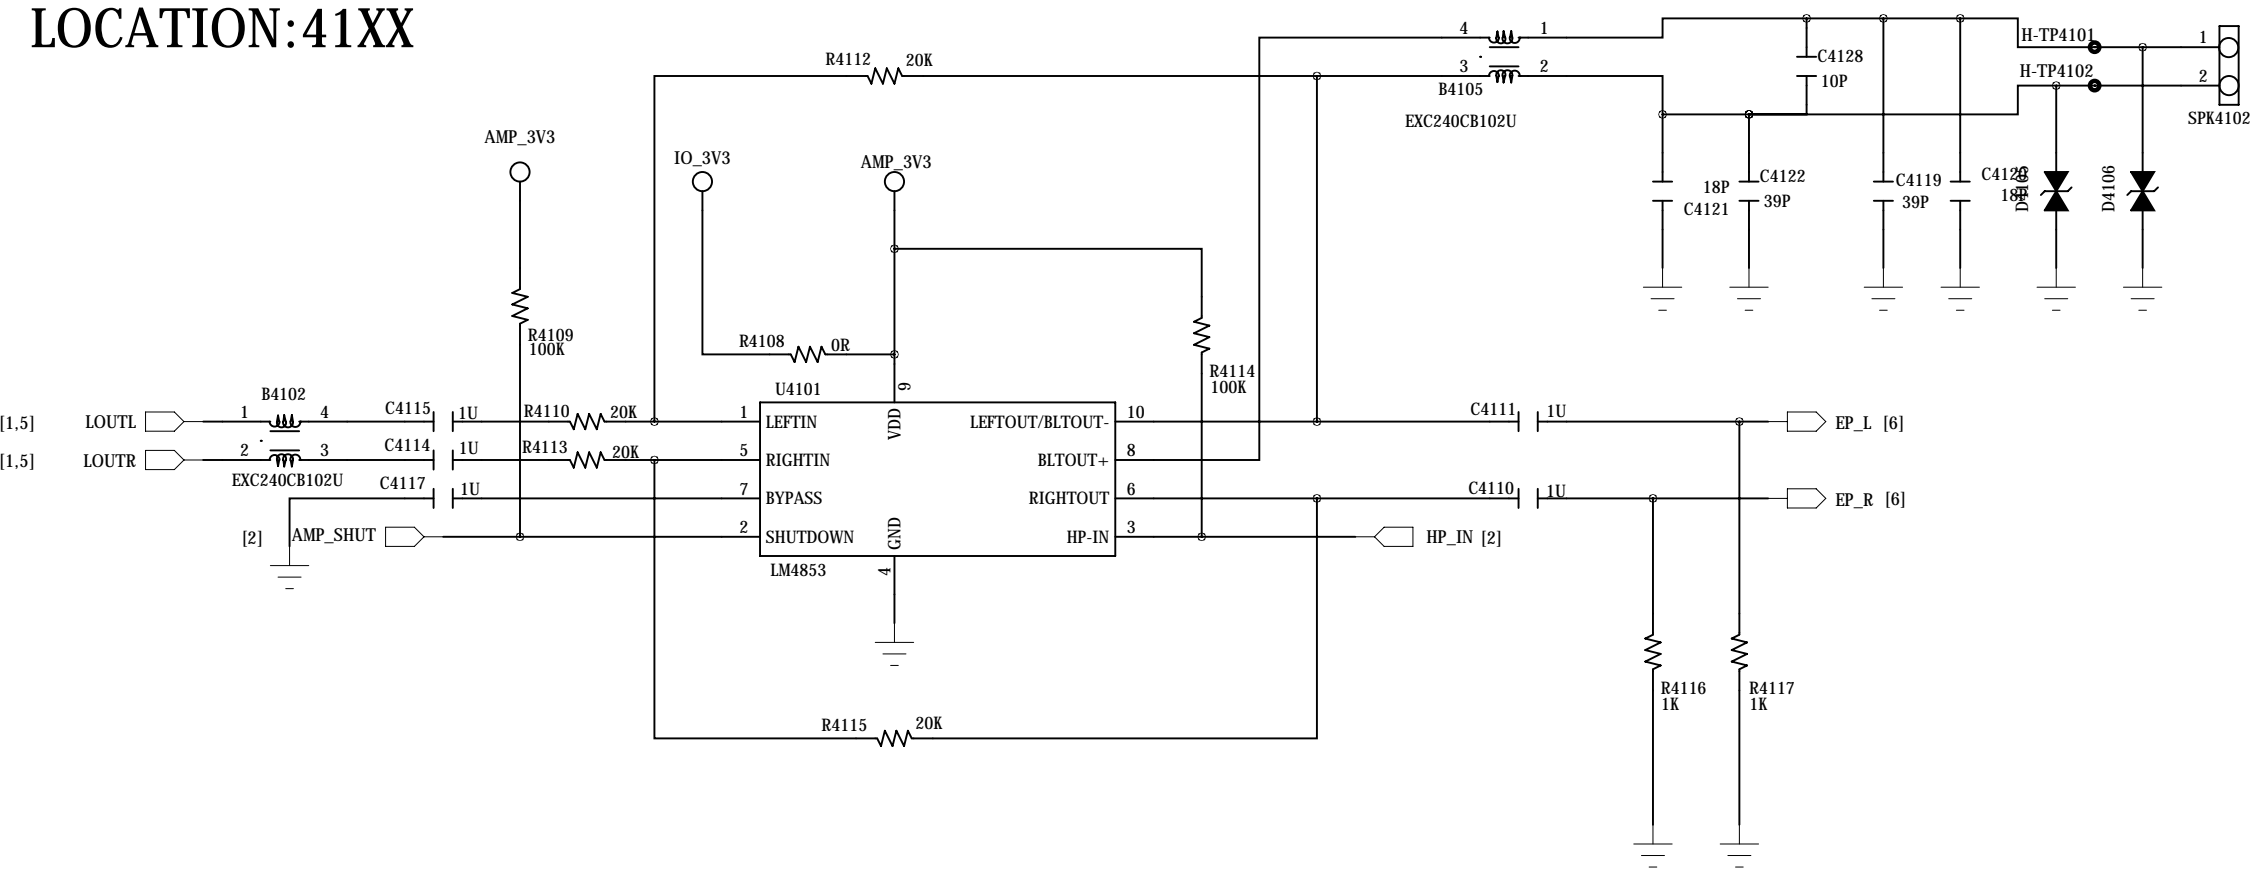 LOCATION:41XX
4
1
H-TP4101
1
R4112
20K
C4128
3
2
H-TP4102
2
B4105
10P
EXC240CB102U
SPK4102
AMP_3V3
IO_3V3
AMP_3V3
18P
C4122
C4119
C4120
D4105
D4106
C4121
39P
39P
18P
R4109
100K
R4108
0R
R4114
100K
U4101
9
B4102
[1,5]
LOUTL
1
4
C4115
1U
R4110
20K
1
LEFTIN
VDD
LEFTOUT/BLTOUT-
10
C4111
1U
EP_L [6]
[1,5]
LOUTR
2
3
C4114
1U
R4113
20K
5
RIGHTIN
BLTOUT+
8
EXC240CB102U
C4117
1U
7
BYPASS
RIGHTOUT
6
C4110
1U
EP_R [6]
[2]
AMP_SHUT
2
SHUTDOWN
GND
HP-IN
3
HP_IN [2]
LM4853
4
R4116
1K
R4117
1K
R4115
20K